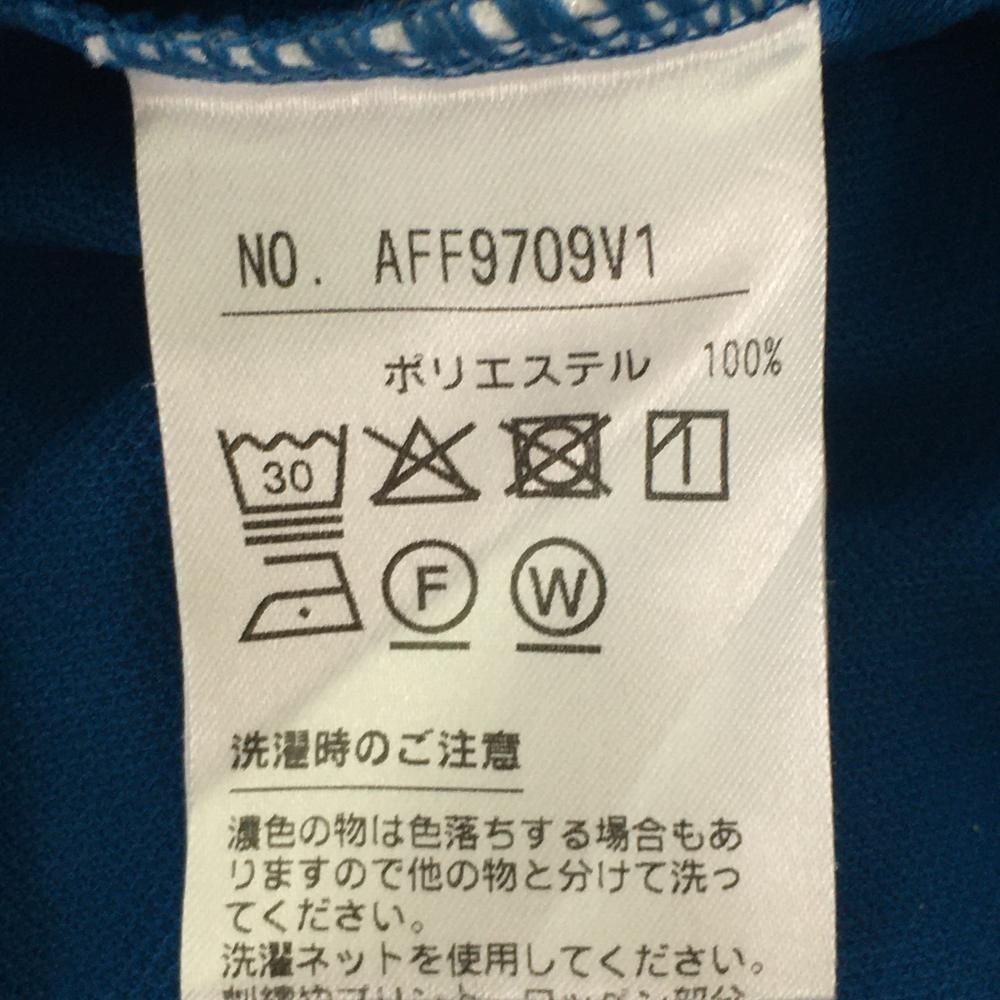 NO. AFF9709V1
ポリエステル 100%
30
F W
洗濯時のご注意
濃色の物は色落ちする場合もあ
りますので他の物と分けて洗っ
てください。
洗濯ネットを使用してください。